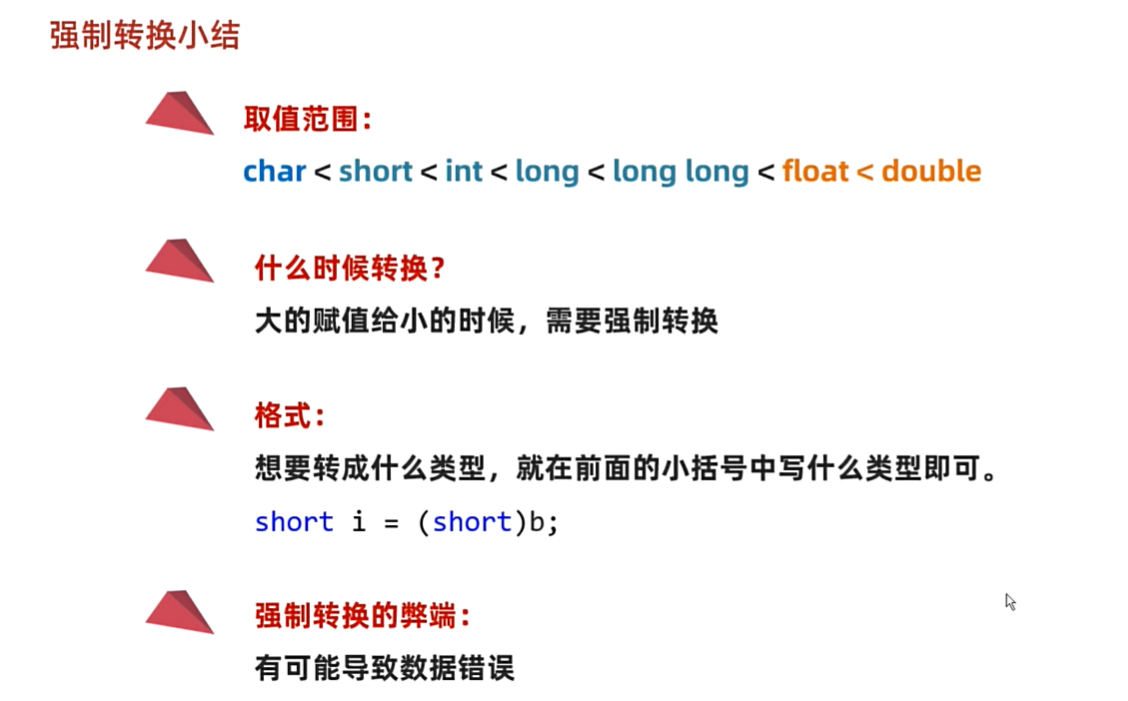 强制转换小结
取值范围：
char < short < int < long < long long < float < double
什么时候转换？
大的赋值给小的时候，需要强制转换
格式：
想要转成什么类型，就在前面的小括号中写什么类型即可。
short i = (short)b;
强制转换的弊端：
有可能导致数据错误